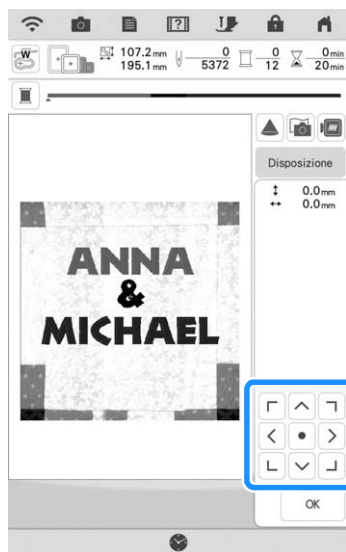 107.2 mm 0 0 0 min
195.1 mm 5372 12 20 min
Disposizione
0.0 mm
0.0 mm
ANNA
&
MICHAEL
OK